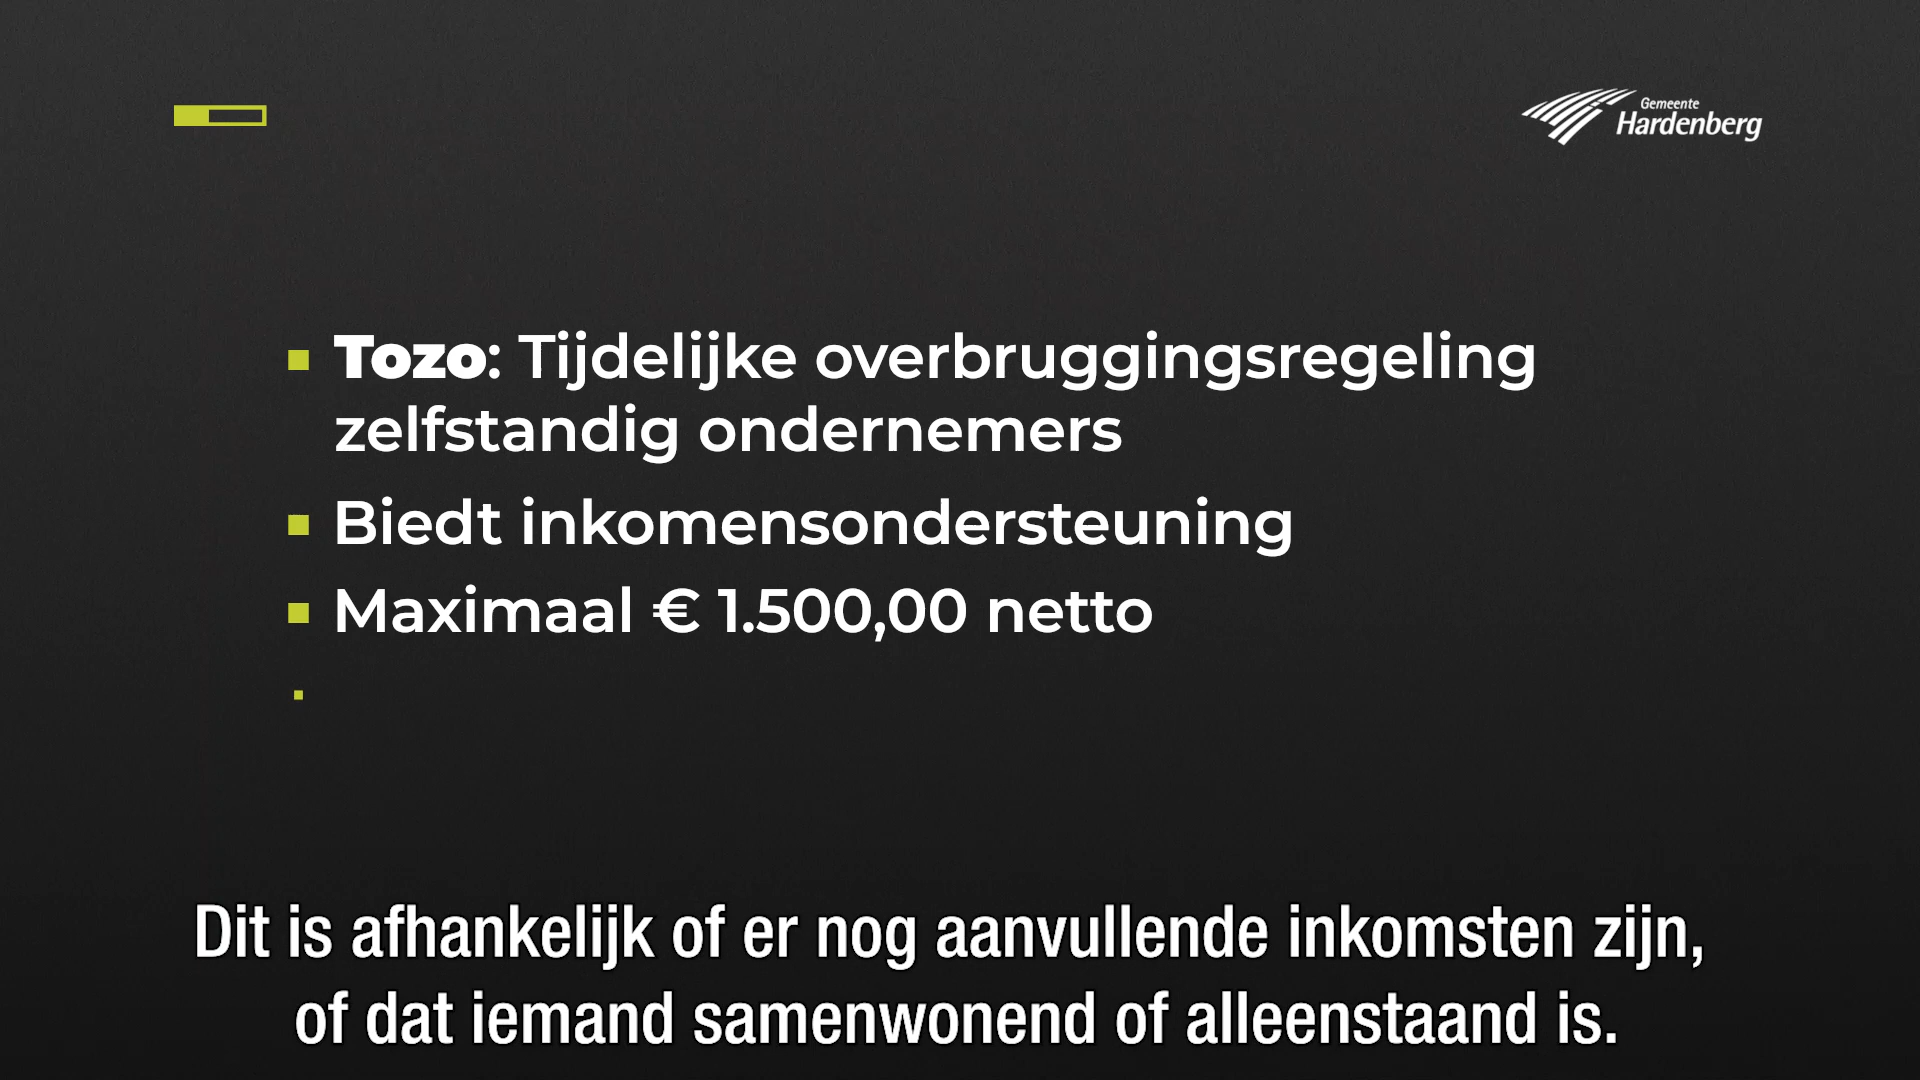 Gemeente
Hardenberg
Tozo: Tijdelijke overbruggingsregeling
zelfstandig ondernemers
Biedt inkomensondersteuning
Maximaal € 1.500,00 netto
Dit is afhankelijk of er nog aanvullende inkomsten zijn,
of dat iemand samenwonend of alleenstaand is.